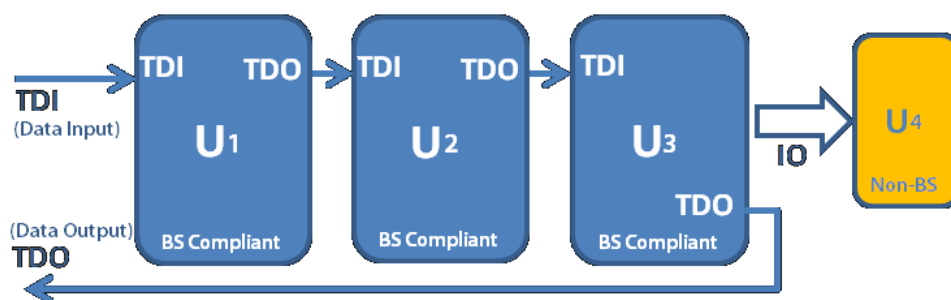 TDI
(Data Input)
TDI TDO
U1
BS Compliant
TDI TDO
U2
BS Compliant
TDI
U3
TDO
BS Compliant
IO
U4
Non-BS
(Data Output)
TDO